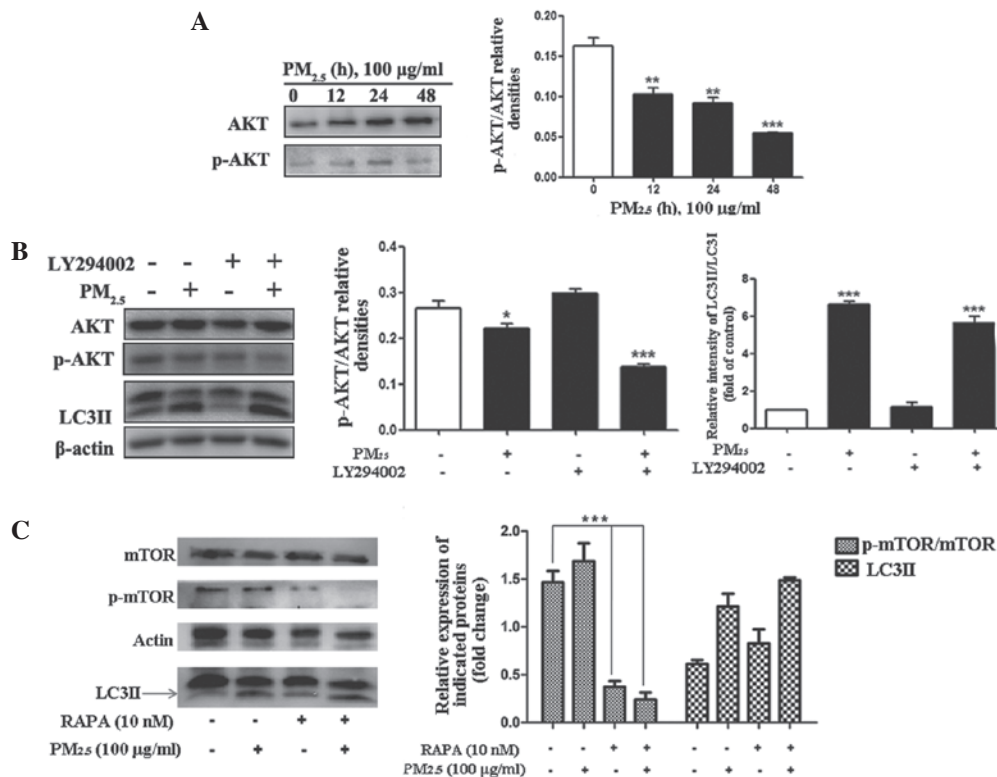 A
PM2.5 (h), 100 μg/ml
0 12 24 48
AKT
p-AKT
p-AKT/AKT relative
densities
0.20
0.15
0.10
0.05
0.00
** ** ***
0 12 24 48
PM2.5 (h), 100 μg/ml
B
LY294002 - - + +
PM2.5 - + - +
AKT
p-AKT
LC3II
β-actin
p-AKT/AKT relative
densities
0.4
0.3
0.2
0.0
* ***
PM2.5 - + - +
LY294002 - - + +
Relative intensity of LC3II/LC3I
(fold of control)
8
6
4
2
0
*** ***
PM2.5 - + - +
LY294002 - - + +
C
mTOR
p-mTOR
Actin
LC3II
RAPA (10 nM) - - + +
PM2.5 (100 μg/ml) - + - +
Relative expression of
indicated proteins
(fold change)
2.0
1.5
1.0
0.5
0.0
***
p-mTOR/mTOR
LC3II
RAPA (10 nM) - - + + - - + +
PM2.5 (100 μg/ml) - + - + - + - +